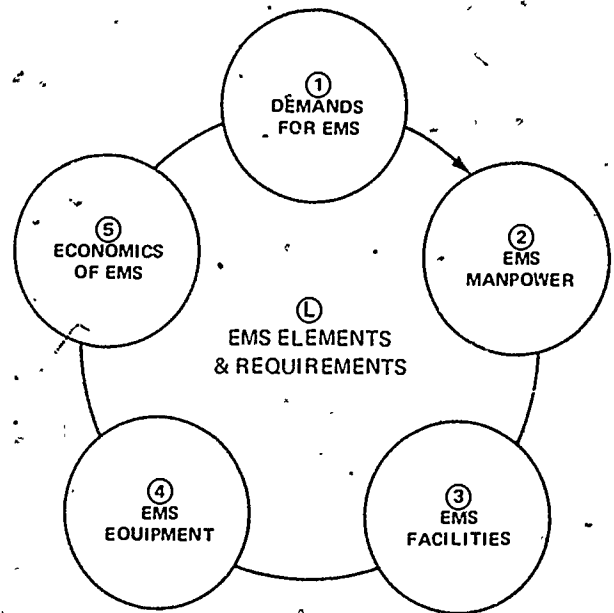 ①
DEMANDS
FOR EMS
②
EMS
MANPOWER
③
EMS
FACILITIES
④
EMS
EQUIPMENT
⑤
ECONOMICS
OF EMS
Ⓛ
EMS ELEMENTS
& REQUIREMENTS